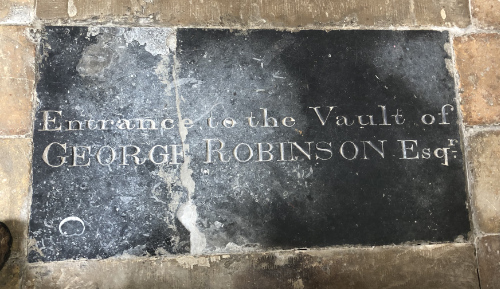 Entrance to the Vault of
GEORGE ROBINSON Esqr.